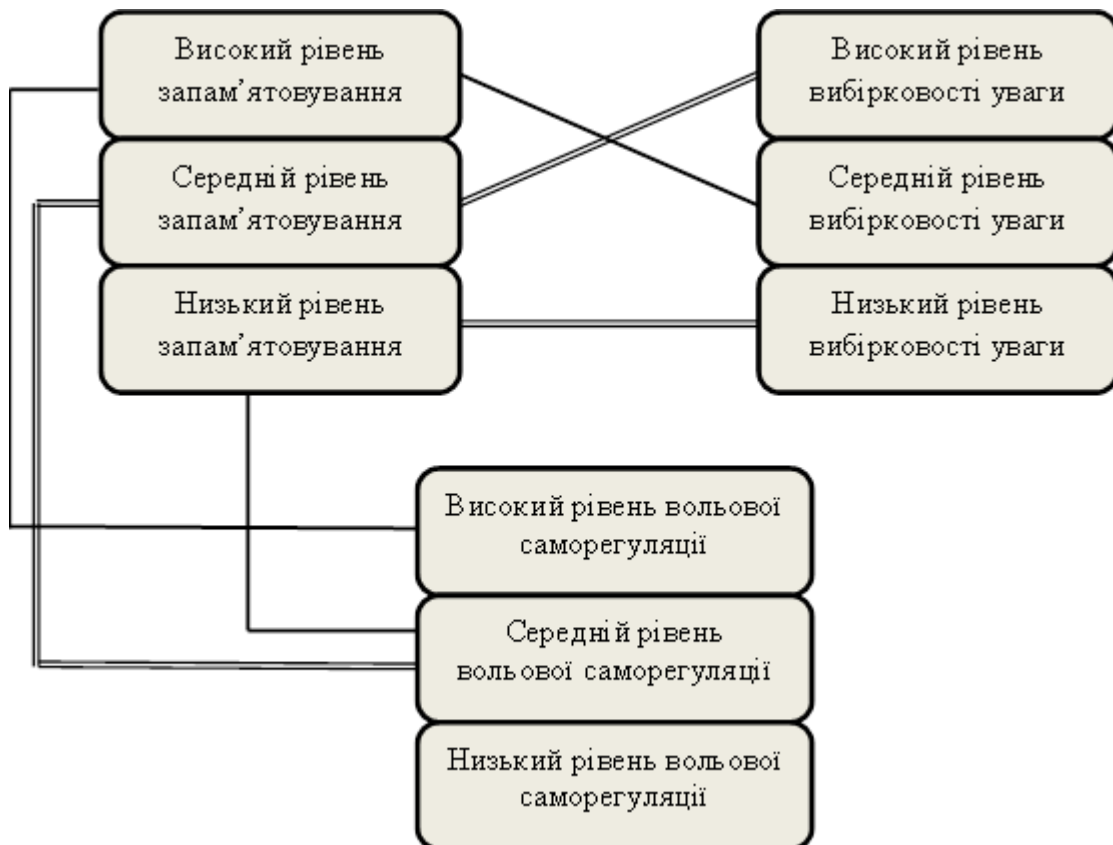 Високий рівень
запам’ятовування
Середній рівень
запам’ятовування
Низький рівень
запам’ятовування
Високий рівень
вибірковості уваги
Середній рівень
вибірковості уваги
Низький рівень
вибірковості уваги
Високий рівень вольової
саморегуляції
Середній рівень
вольової саморегуляції
Низький рівень вольової
саморегуляції